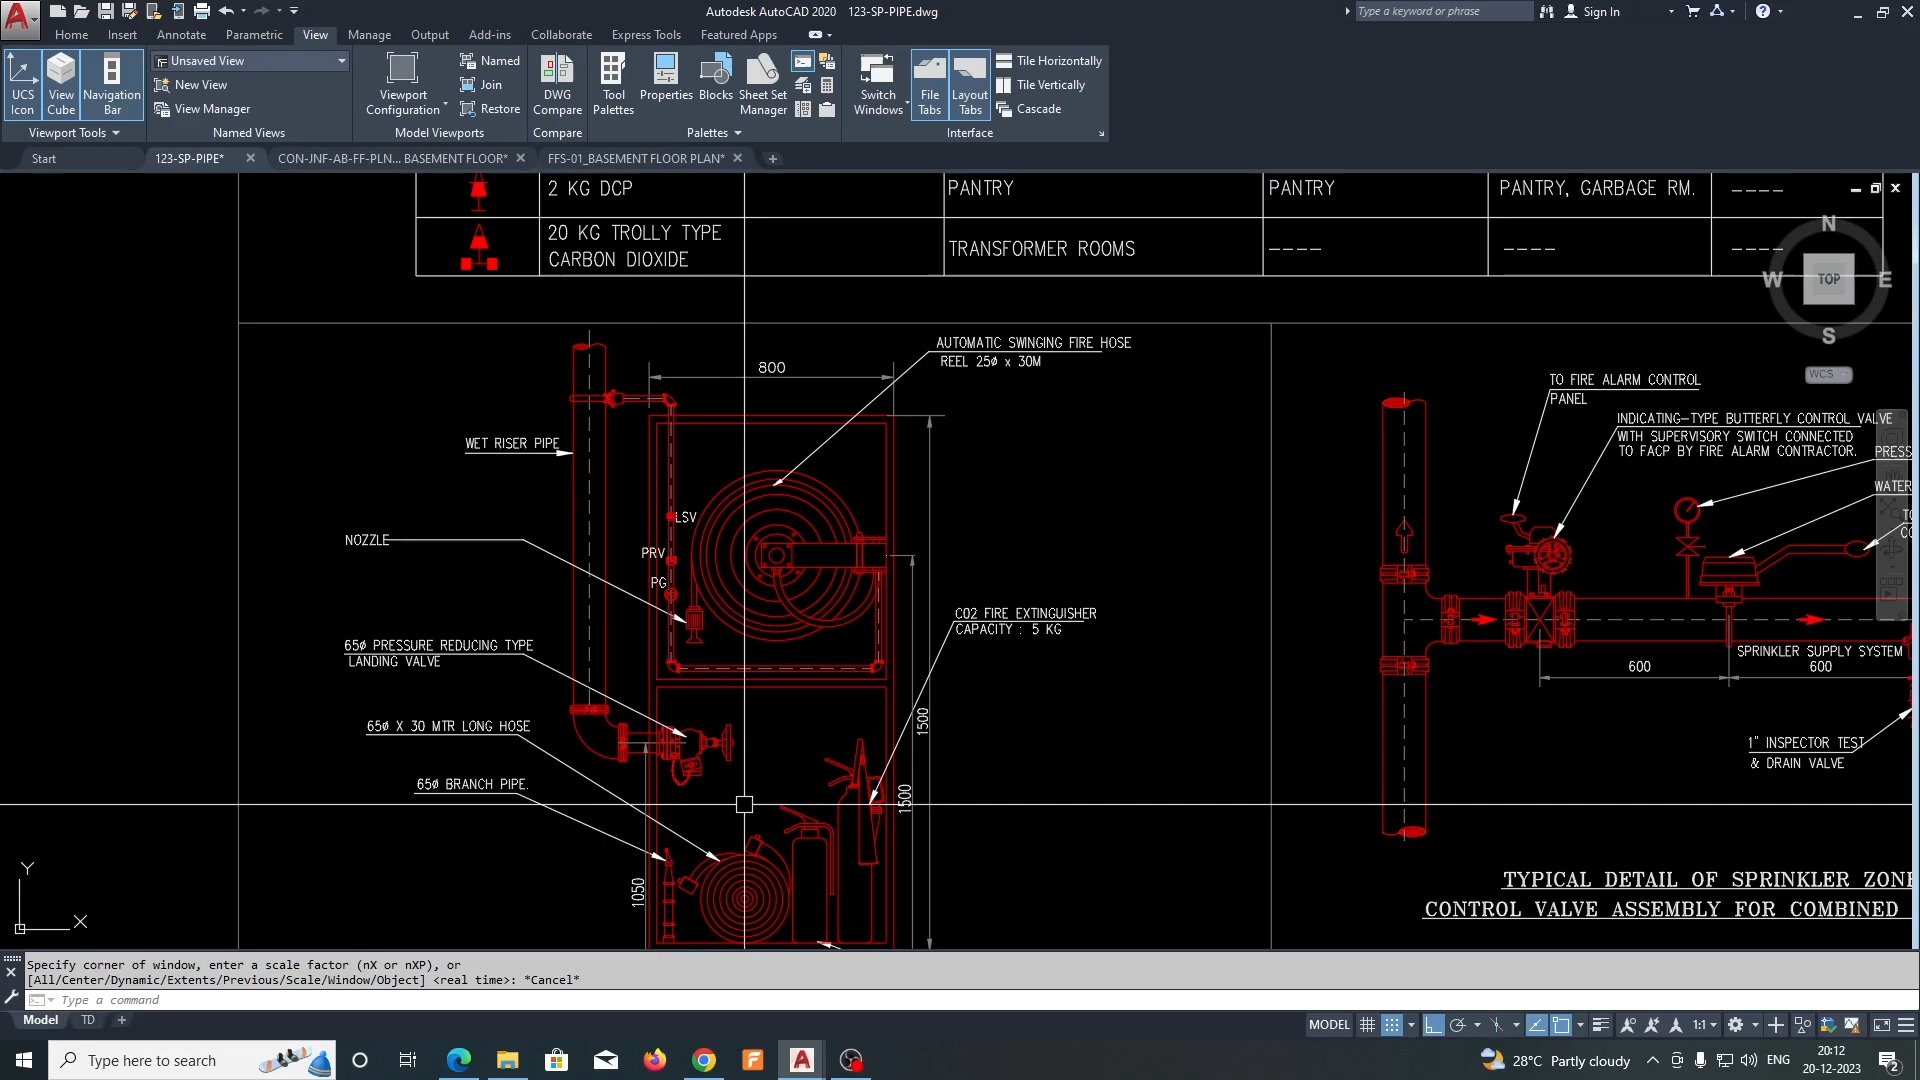 Autodesk AutoCAD 2020   123-SP-PIPE.dwg
Type a keyword or phrase
Sign In
Home Insert Annotate Parametric View Manage Output Add-ins Collaborate Express Tools Featured Apps
UCS Icon
View Cube
Navigation Bar
Viewport Tools
Unsaved View
New View
View Manager
Named Views
Viewport Configuration
Named
Join
Restore
Model Viewports
DWG Compare
Compare
Tool Palettes
Properties
Blocks
Sheet Set Manager
Palettes
Switch Windows
File Tabs
Layout Tabs
Tile Horizontally
Tile Vertically
Cascade
Interface
Start
123-SP-PIPE*
CON-JNF-AB-FF-PLN... BASEMENT FLOOR*
FFS-01_BASEMENT FLOOR PLAN*
2 KG DCP
PANTRY
PANTRY
PANTRY, GARBAGE RM.
----
20 KG TROLLY TYPE
CARBON DIOXIDE
TRANSFORMER ROOMS
----
----
----
N
W
TOP
E
S
WCS
AUTOMATIC SWINGING FIRE HOSE
REEL 25ø x 30M
800
WET RISER PIPE
NOZZLE
LSV
PRV
PG
65ø PRESSURE REDUCING TYPE
LANDING VALVE
65ø X 30 MTR LONG HOSE
65ø BRANCH PIPE.
CO2 FIRE EXTINGUISHER
CAPACITY : 5 KG
1500
1500
1050
TO FIRE ALARM CONTROL
PANEL
INDICATING-TYPE BUTTERFLY CONTROL VALVE
WITH SUPERVISORY SWITCH CONNECTED
TO FACP BY FIRE ALARM CONTRACTOR.
PRESS
WATER
SPRINKLER SUPPLY SYSTEM
600
600
1" INSPECTOR TEST
& DRAIN VALVE
TYPICAL DETAIL OF SPRINKLER ZONE
CONTROL VALVE ASSEMBLY FOR COMBINED
Y
X
Specify corner of window, enter a scale factor (nX or nXP), or
[All/Center/Dynamic/Extents/Previous/Scale/Window/Object] <real time>: *Cancel*
Type a command
Model
TD
MODEL
1:1
Type here to search
28°C Partly cloudy
ENG
20:12
20-12-2023
2